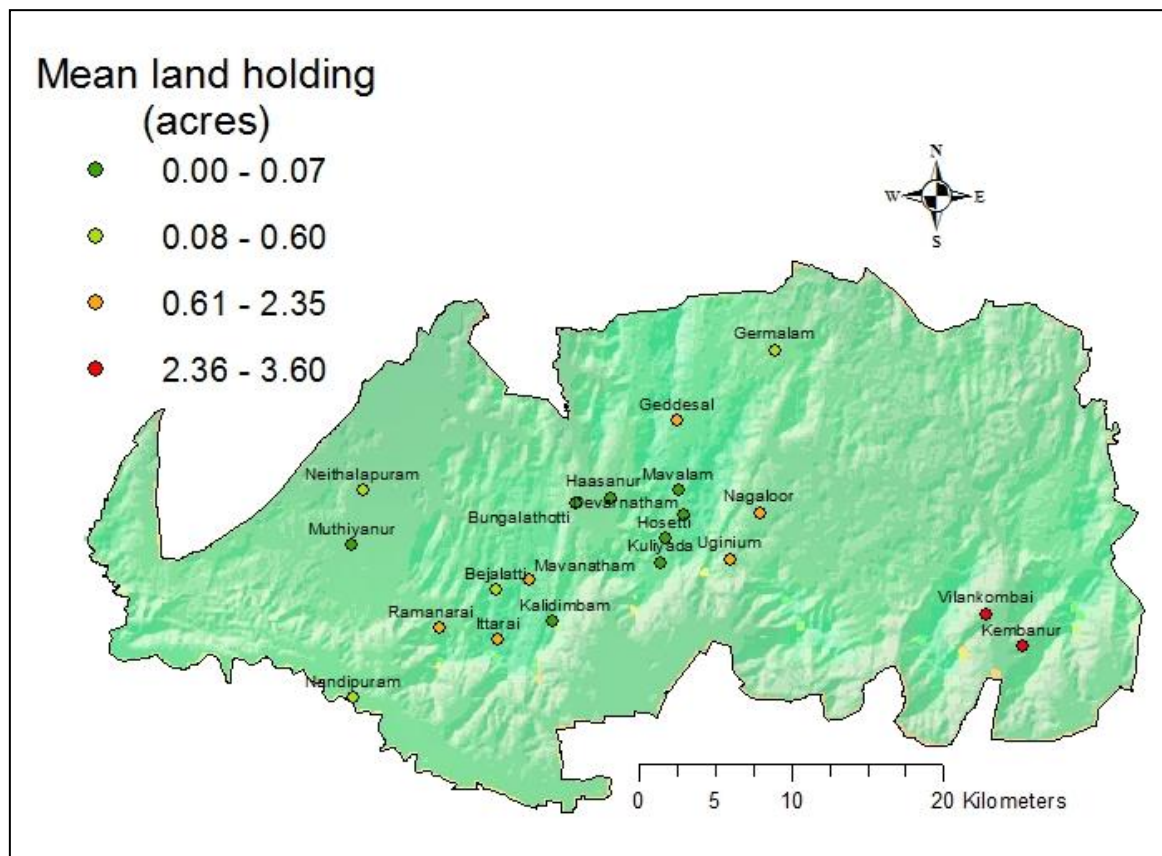 Mean land holding
(acres)
0.00 - 0.07
0.08 - 0.60
0.61 - 2.35
2.36 - 3.60
N
W E
S
Germalam
Geddesal
Neithalapuram
Haasanur
Mavalam
Devarnatham
Nagaloor
Bungalathotti
Muthiyanur
Hosetti
Kuliyada
Uginium
Mavanatham
Bejalatti
Ramanarai
Kalidimbam
Ittarai
Vilankombai
Kembanur
Nandipuram
0 5 10 20 Kilometers